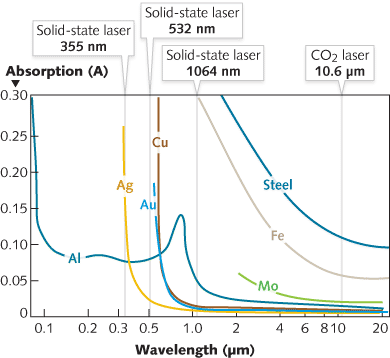 Solid-state laser
532 nm
Solid-state laser
355 nm
Solid-state laser
1064 nm
CO₂ laser
10.6 µm
Absorption (A)
0.30
0.25
0.20
0.15
0.10
0.05
0
Cu
Ag
Au
Al
Steel
Fe
Mo
0.1 0.2 0.3 0.5 1.0 2 4 6 8 10 20
Wavelength (µm)